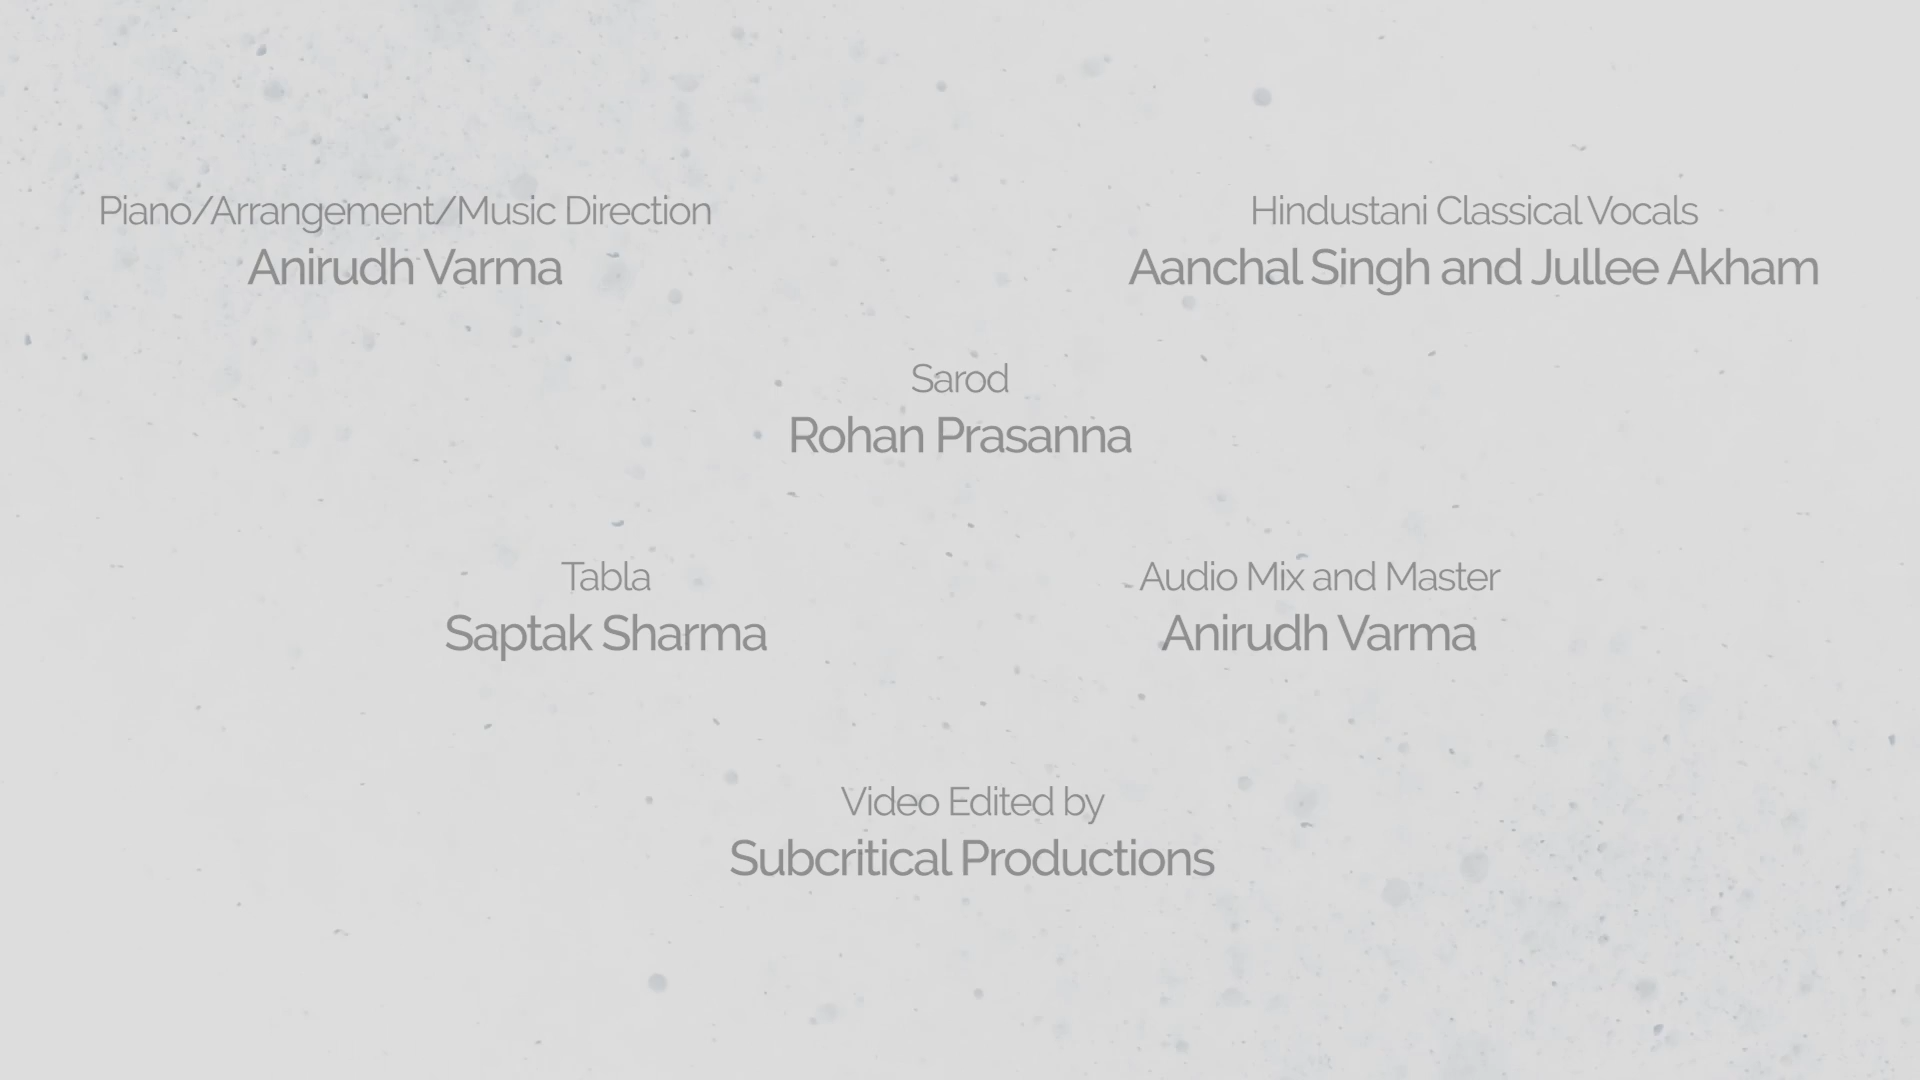 Piano/Arrangement/Music Direction
Anirudh Varma
Hindustani Classical Vocals
Aanchal Singh and Jullee Akham
Sarod
Rohan Prasanna
Tabla
Saptak Sharma
Audio Mix and Master
Anirudh Varma
Video Edited by
Subcritical Productions